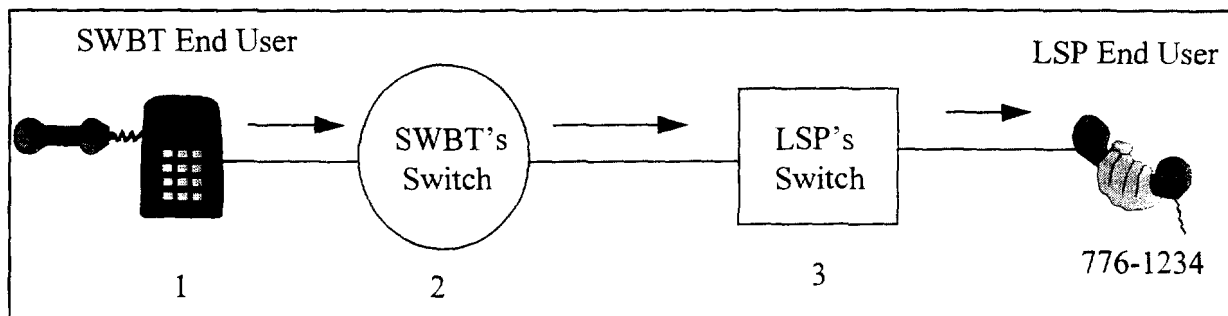 SWBT End User
LSP End User
SWBT's
Switch
LSP's
Switch
776-1234
1
2
3